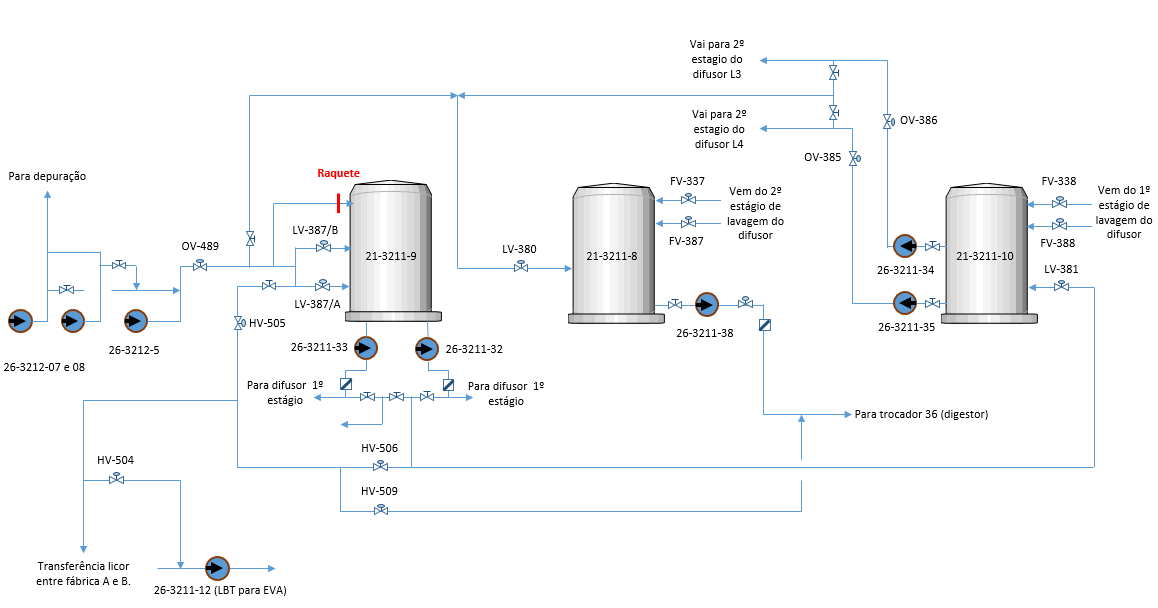 Vai para 2º
estagio do
difusor L3
Vai para 2º
estagio do
difusor L4
OV-386
OV-385
Para depuração
Raquete
FV-337
FV-387
Vem do 2º
estágio de
lavagem do
difusor
FV-338
FV-388
Vem do 1º
estágio de
lavagem do
difusor
OV-489
LV-387/B
LV-387/A
LV-380
LV-381
21-3211-9
21-3211-8
21-3211-10
26-3211-34
26-3211-35
26-3212-07 e 08
26-3212-5
HV-505
26-3211-33
26-3211-32
26-3211-38
Para difusor 1º
estágio
Para difusor 1º
estágio
Para trocador 36 (digestor)
HV-504
HV-506
HV-509
Transferência licor
entre fábrica A e B.
26-3211-12 (LBT para EVA)